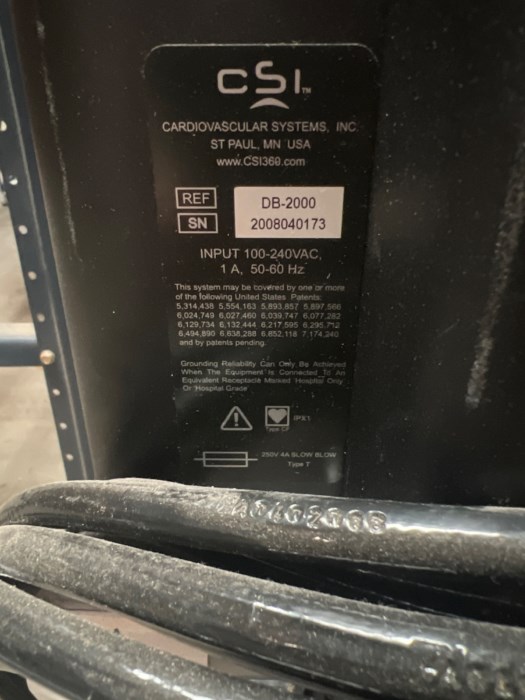 CSI™
CARDIOVASCULAR SYSTEMS, INC.
ST PAUL, MN USA
www.CSI360.com
REF DB-2000
SN 2008040173
INPUT 100-240VAC,
1 A, 50-60 Hz
This system may be covered by one or more
of the following United States Patents:
5,314,438 5,554,163 5,893,857 5,897,566
6,024,749 6,027,460 6,039,747 6,077,282
6,129,734 6,132,444 6,217,595 6,295,712
6,494,890 6,638,288 6,852,118 7,174,240
and by patents pending.
Grounding Reliability Can Only Be Achieved
When The Equipment is Connected To An
Equivalent Receptacle Marked Hospital Only
Or Hospital Grade
IPX1
Type CF
250V 4A SLOW BLOW
Type T